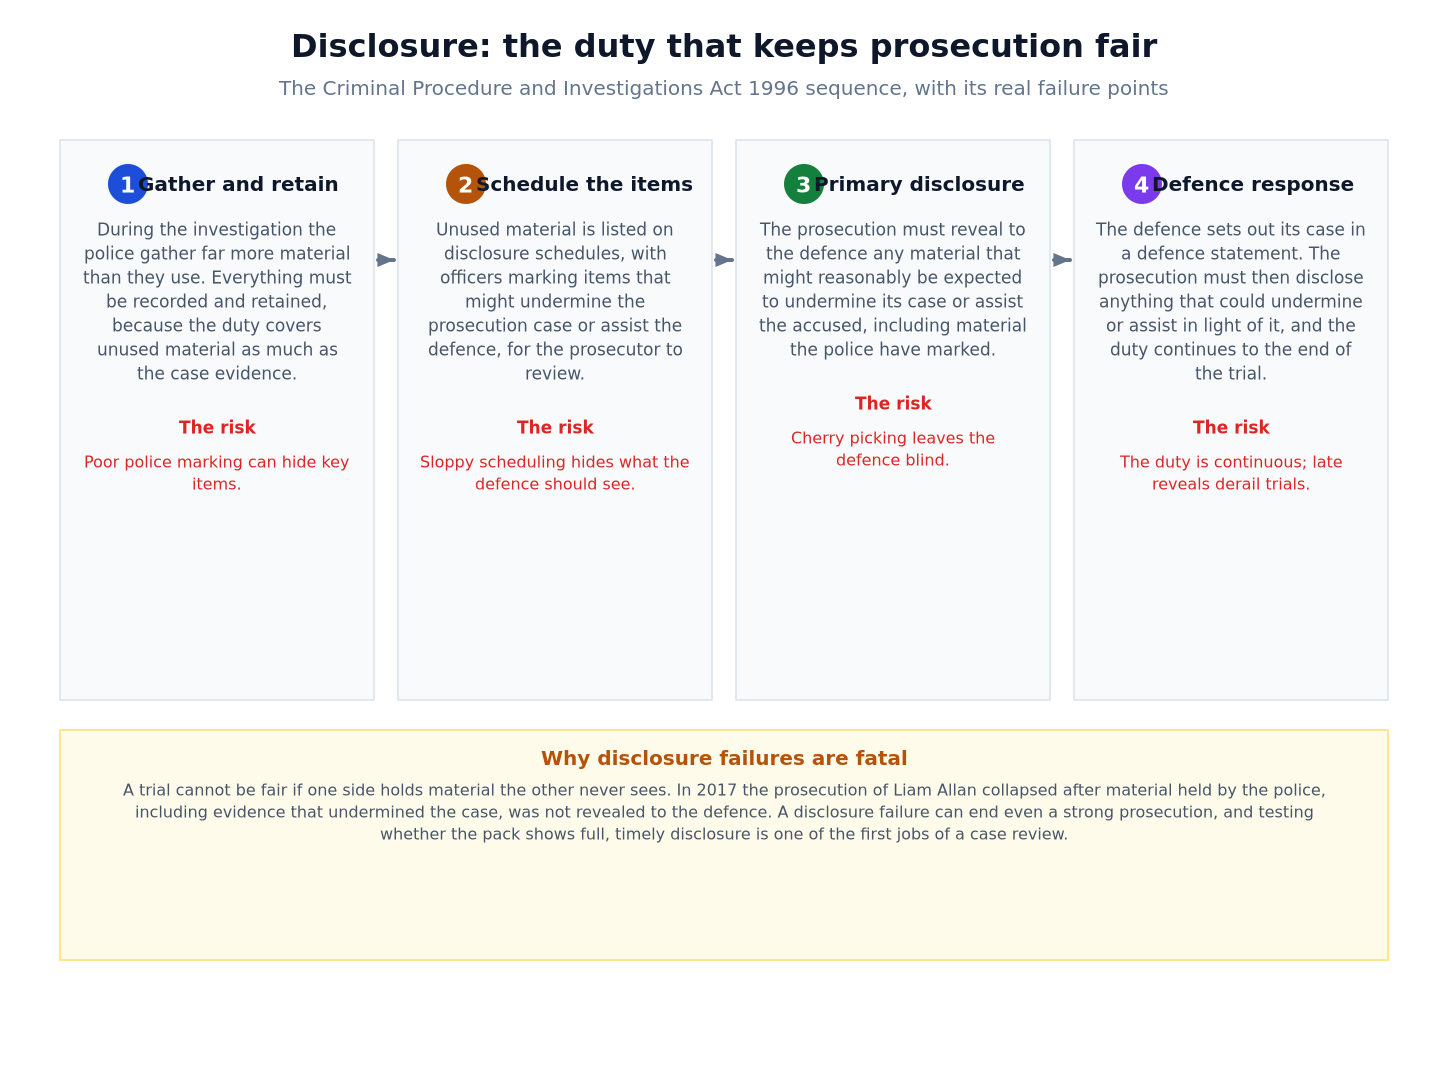 Disclosure: the duty that keeps prosecution fair
The Criminal Procedure and Investigations Act 1996 sequence, with its real failure points
1 Gather and retain
During the investigation the
police gather far more material
than they use. Everything must
be recorded and retained,
because the duty covers
unused material as much as
the case evidence.
The risk
Poor police marking can hide key
items.
2 Schedule the items
Unused material is listed on
disclosure schedules, with
officers marking items that
might undermine the
prosecution case or assist the
defence, for the prosecutor to
review.
The risk
Sloppy scheduling hides what the
defence should see.
3 Primary disclosure
The prosecution must reveal to
the defence any material that
might reasonably be expected
to undermine its case or assist
the accused, including material
the police have marked.
The risk
Cherry picking leaves the
defence blind.
4 Defence response
The defence sets out its case in
a defence statement. The
prosecution must then disclose
anything that could undermine
or assist in light of it, and the
duty continues to the end of
the trial.
The risk
The duty is continuous; late
reveals derail trials.
Why disclosure failures are fatal
A trial cannot be fair if one side holds material the other never sees. In 2017 the prosecution of Liam Allan collapsed after material held by the police,
including evidence that undermined the case, was not revealed to the defence. A disclosure failure can end even a strong prosecution, and testing
whether the pack shows full, timely disclosure is one of the first jobs of a case review.